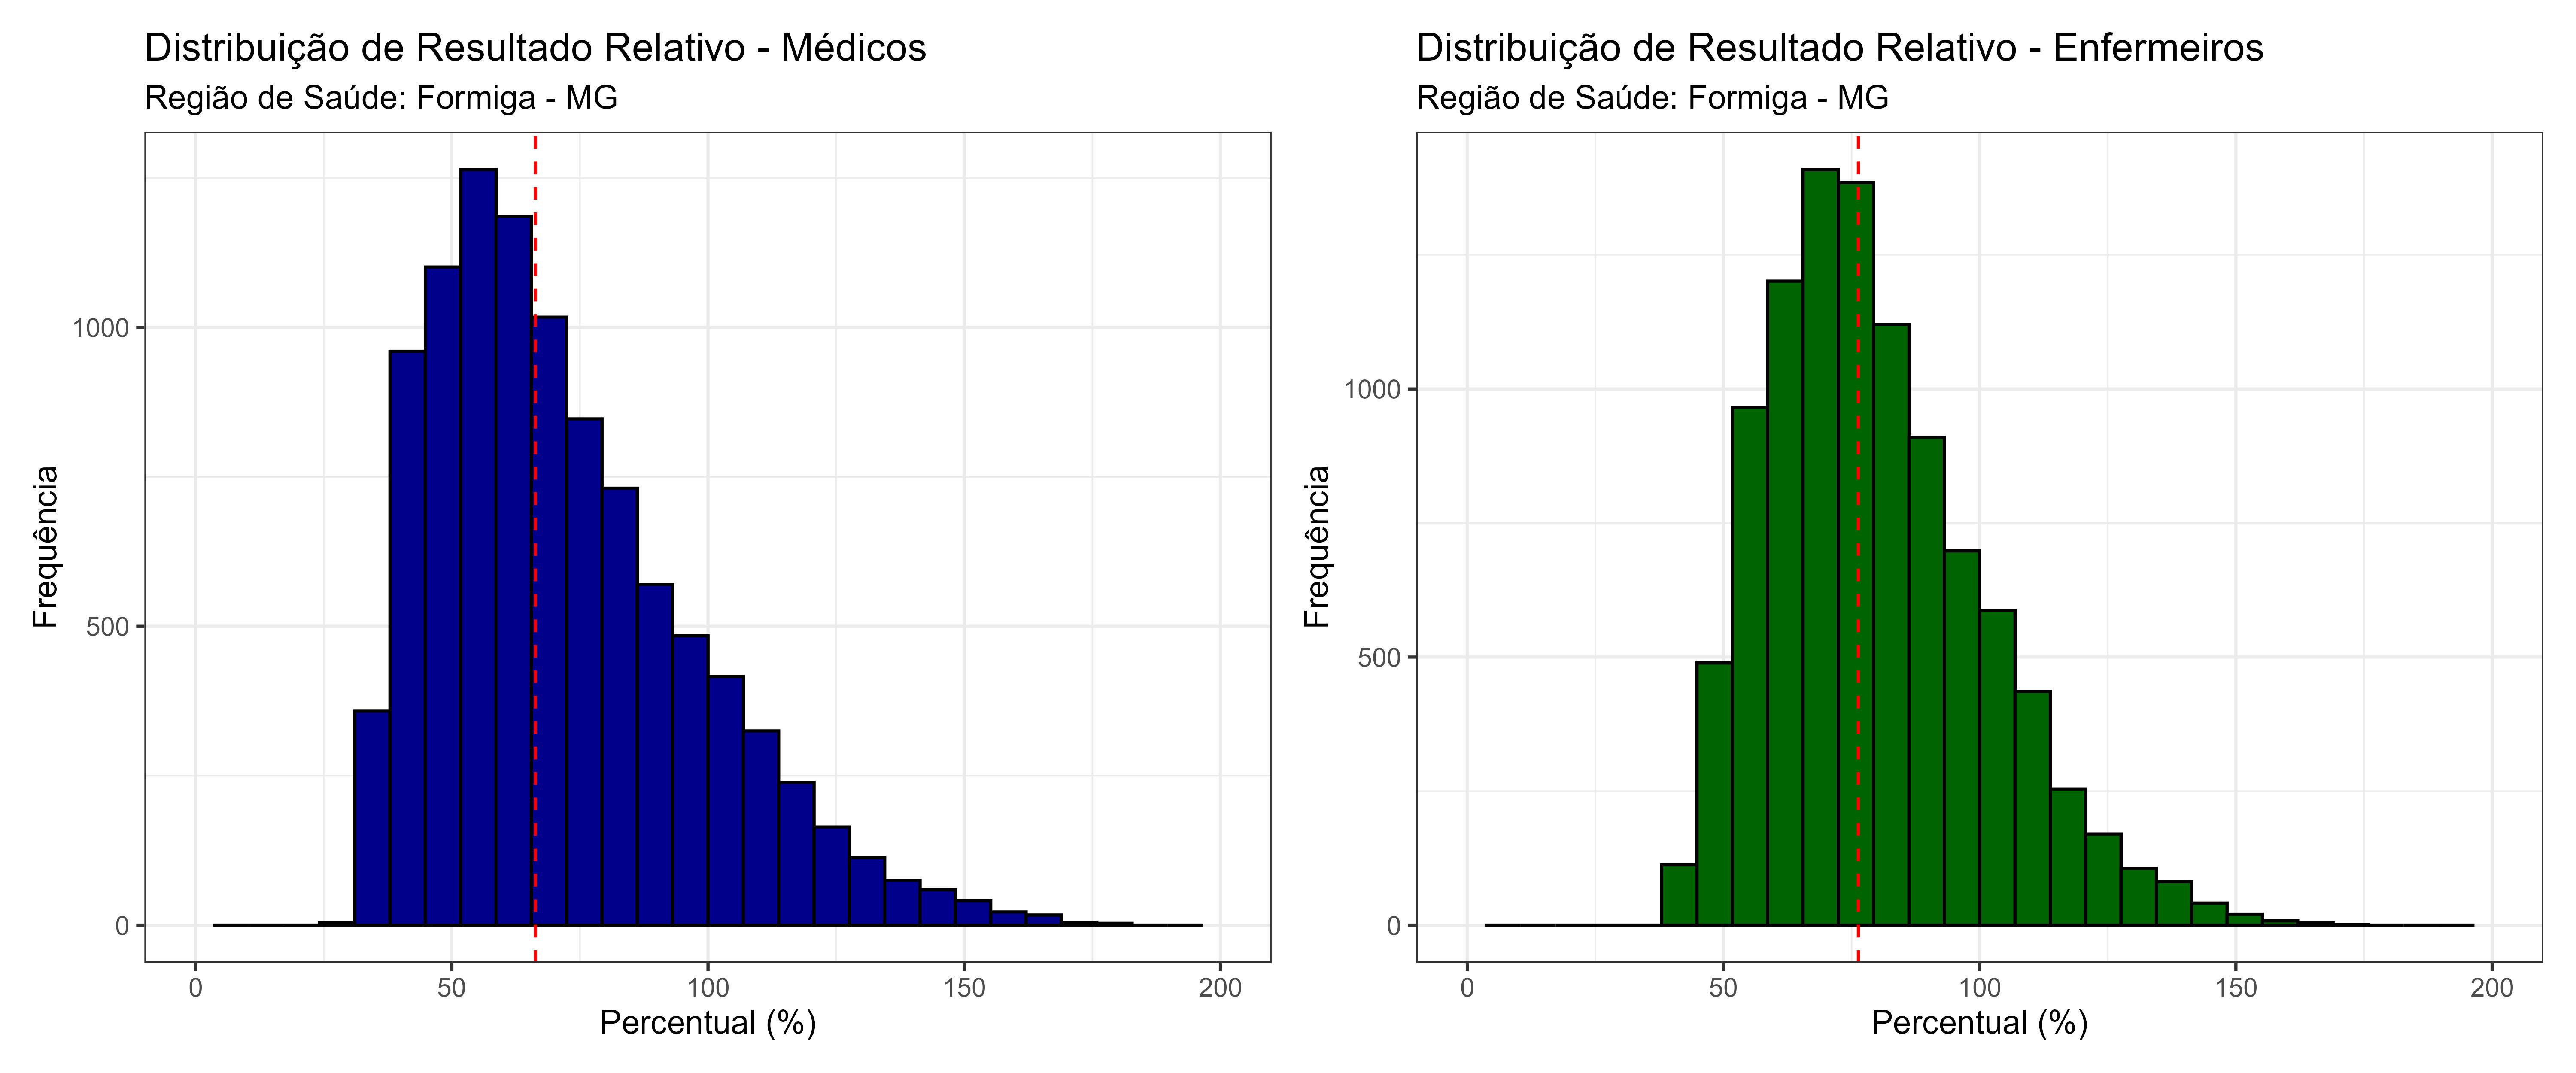 Distribuição de Resultado Relativo - Médicos
Região de Saúde: Formiga - MG
Frequência
1000
500
0
0 50 100 150 200
Percentual (%)
Distribuição de Resultado Relativo - Enfermeiros
Região de Saúde: Formiga - MG
Frequência
1000
500
0
0 50 100 150 200
Percentual (%)